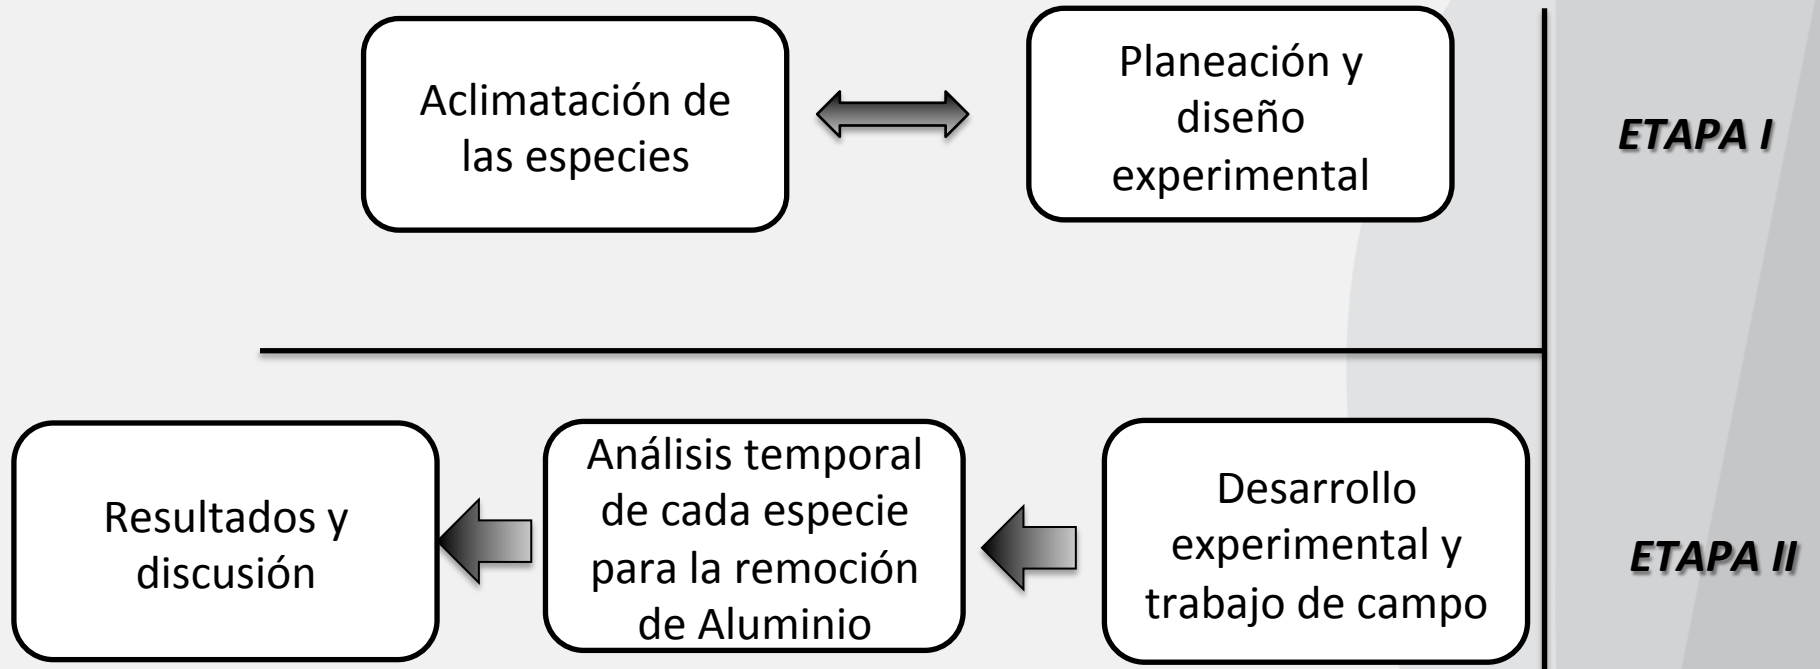 Aclimatación de
las especies
Planeación y
diseño
experimental
ETAPA I
Resultados y
discusión
Análisis temporal
de cada especie
para la remoción
de Aluminio
Desarrollo
experimental y
trabajo de campo
ETAPA II